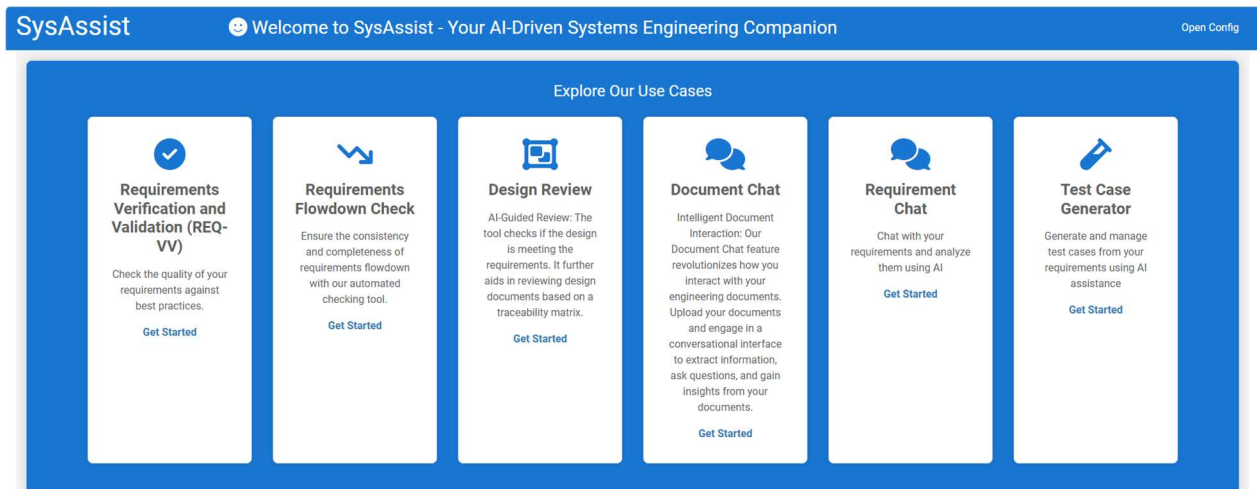 SysAssist
Welcome to SysAssist - Your AI-Driven Systems Engineering Companion
Open Config
Explore Our Use Cases
Requirements
Verification and
Validation (REQ-
VV)
Check the quality of your
requirements against
best practices.
Get Started
Requirements
Flowdown Check
Ensure the consistency
and completeness of
requirements flowdown
with our automated
checking tool.
Get Started
Design Review
AI-Guided Review: The
tool checks if the design
is meeting the
requirements. It further
aids in reviewing design
documents based on a
traceability matrix.
Get Started
Document Chat
Intelligent Document
Interaction: Our
Document Chat feature
revolutionizes how you
interact with your
engineering documents.
Upload your documents
and engage in a
conversational interface
to extract information,
ask questions, and gain
insights from your
documents.
Get Started
Requirement
Chat
Chat with your
requirements and analyze
them using AI
Get Started
Test Case
Generator
Generate and manage
test cases from your
requirements using AI
assistance
Get Started